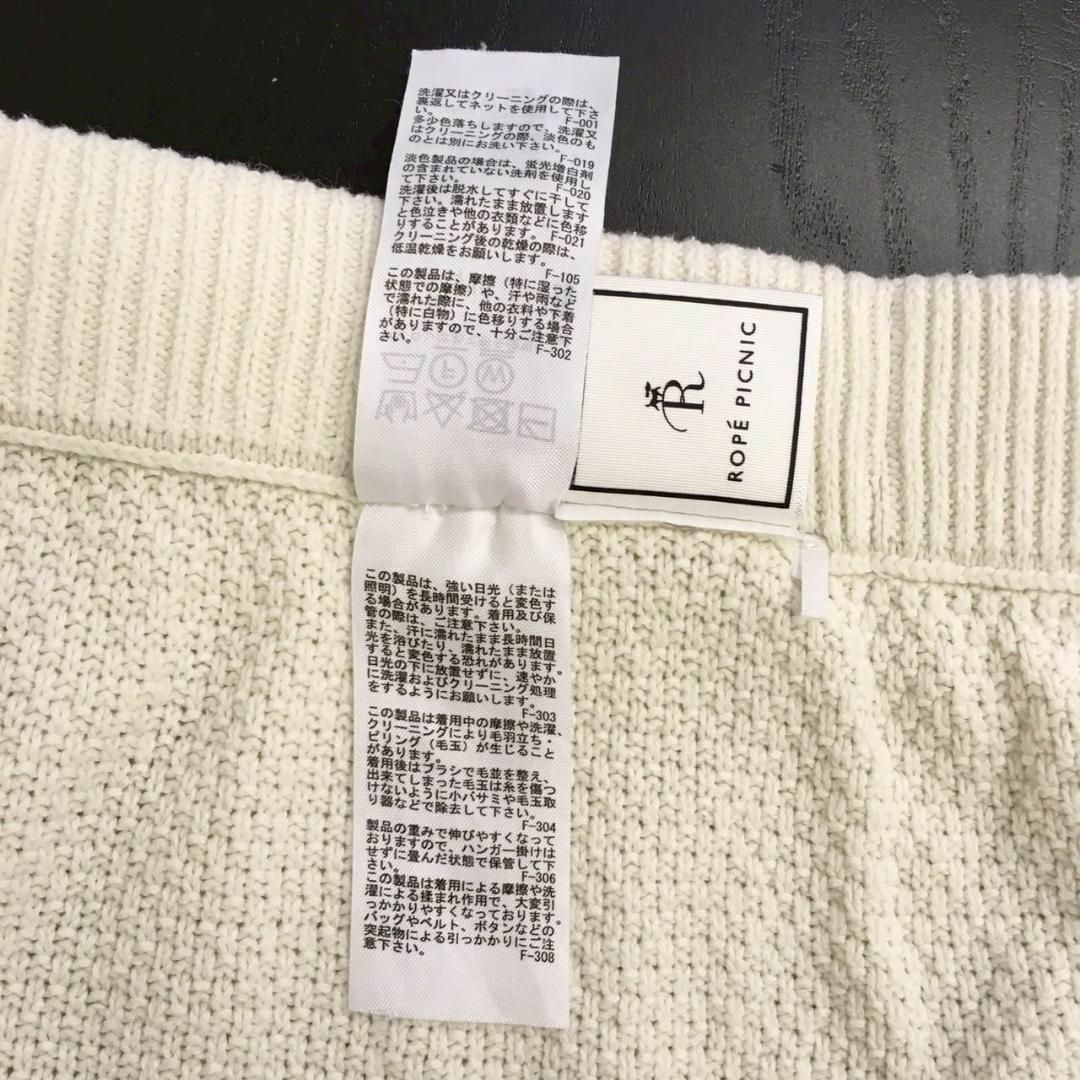 洗濯又はクリーニングの際は、
裏返してネットを使用して下さ
い。
F-001
多少色落ちしますので、洗濯又
はクリーニングの際、淡色のも
のとは別にお洗い下さい。
F-019
淡色製品の場合は、蛍光増白剤
の含まれていない洗剤を使用し
て下さい。
F-020
洗濯後は脱水してすぐに干して
下さい。濡れたまま放置します
と色泣きや他の衣類などに色移
りすることがあります。 F-021
クリーニング後の乾燥の際は、
低温乾燥をお願いします。
F-105
この製品は、摩擦(特に湿った
状態での摩擦)や、汗や雨など
で濡れた際に、他の衣料や下着
(特に白物)に色移りする場合
がありますので、十分ご注意下
さい。
F-302
R
ROPÉ PICNIC
この製品は、強い日光(または
照明)を長時間受けると変色す
る場合があります。着用及び保
管の際は、ご注意下さい。
また、汗に濡れたまま長時間日
光を浴びたり、濡れたまま放置
すると変色する恐れがあります。
日光の下に放置せずに、速やか
に洗濯およびクリーニング処理
をするようにお願いします。
F-303
この製品は着用中の摩擦や洗濯、
クリーニングにより毛羽立ち・
ピリング(毛玉)が生じること
があります。
着用後はブラシで毛並を整え、
出来てしまった毛玉は糸を傷つ
けないように小バサミや毛玉取
り器などで除去して下さい。
F-304
製品の重みで伸びやすくなって
おりますので、ハンガー掛けは
せずに畳んだ状態で保管して下
さい。
F-306
この製品は着用による摩擦や洗
濯による揉まれ作用で、大変引
っかかりやすくなっております。
バッグやベルト、ボタンなどの
突起物による引っかかりにご注
意下さい。
F-308